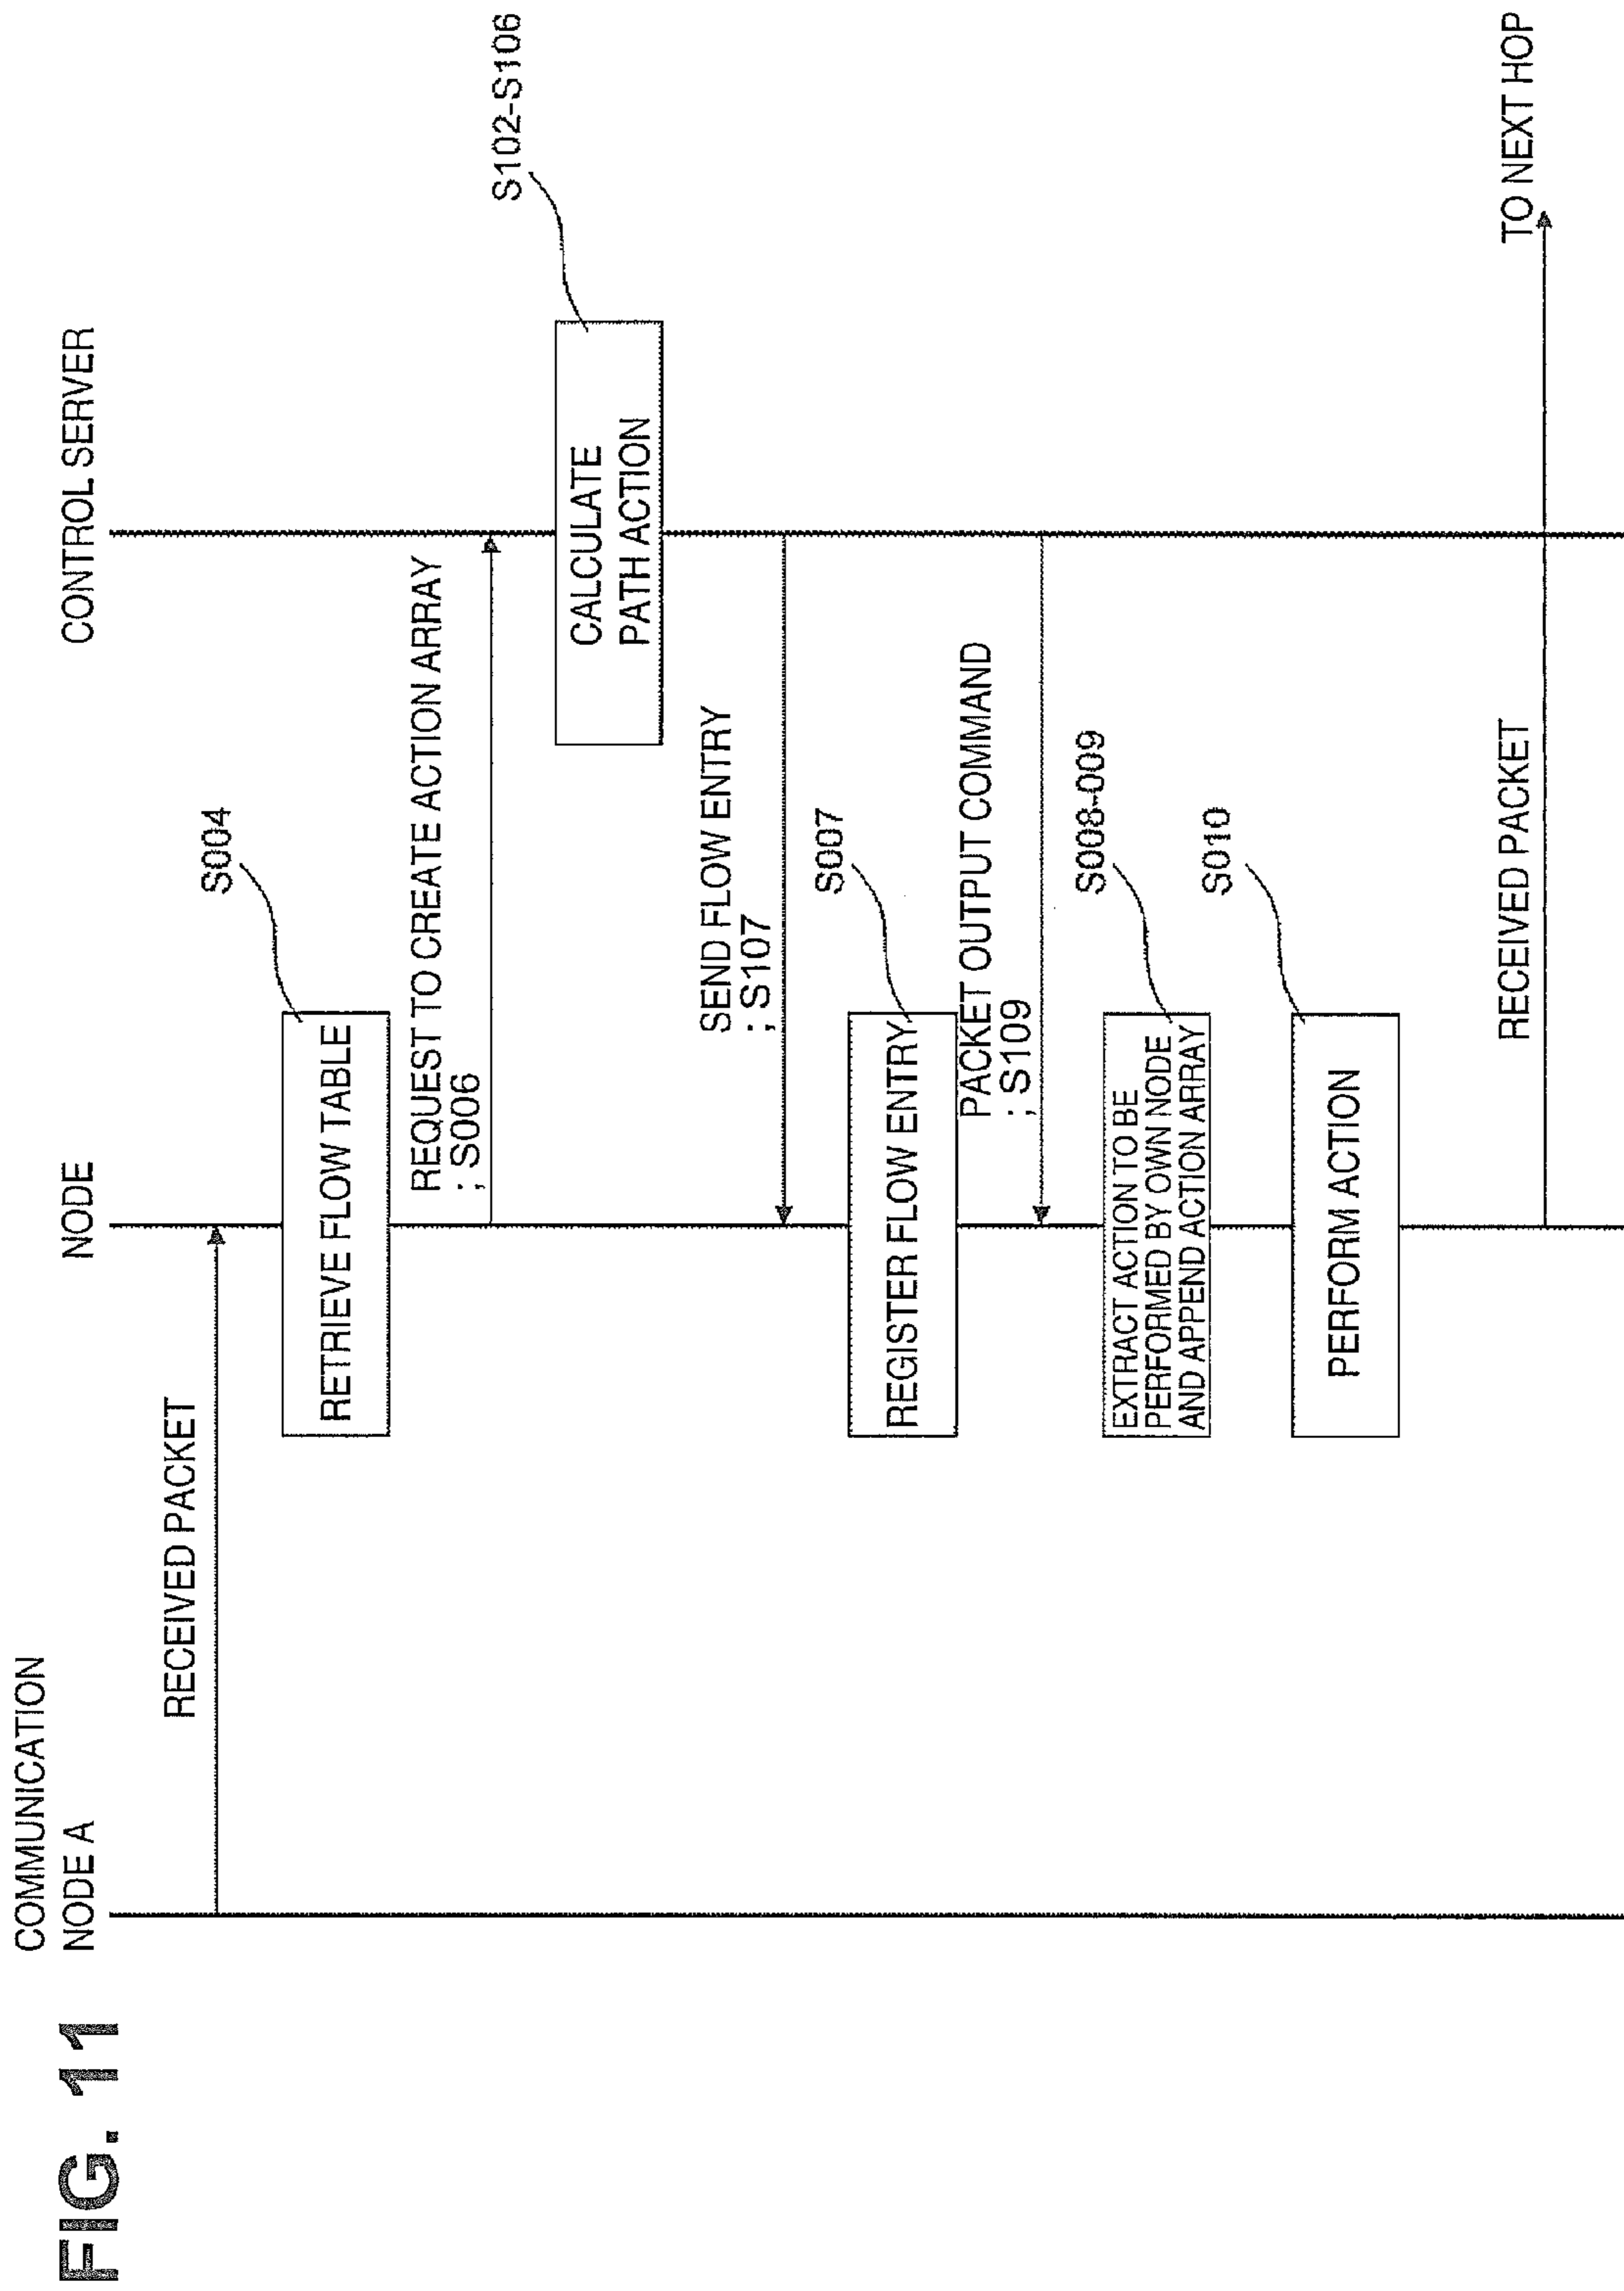 FIG. 11
COMMUNICATION
NODE A
NODE
CONTROL SERVER
RECEIVED PACKET
S004
RETRIEVE FLOW TABLE
REQUEST TO CREATE ACTION ARRAY
; S006
S102-S106
CALCULATE
PATH ACTION
SEND FLOW ENTRY
; S107
S007
REGISTER FLOW ENTRY
PACKET OUTPUT COMMAND
; S109
S008-009
EXTRACT ACTION TO BE
PERFORMED BY OWN NODE
AND APPEND ACTION ARRAY
S010
PERFORM ACTION
RECEIVED PACKET
TO NEXT HOP